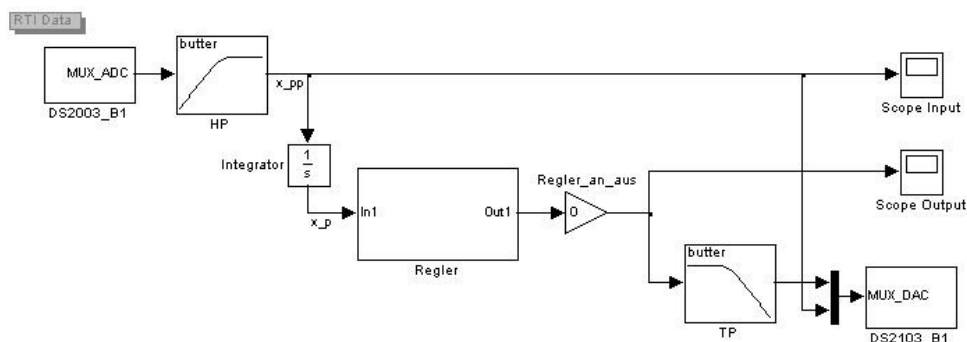 RTI Data
MUX_ADC
DS2003_B1
butter
HP
x_pp
Scope Input
Integrator
1
s
x_p
In1
Out1
Regler
Regler_an_aus
0
Scope Output
butter
TP
MUX_DAC
DS2103_B1